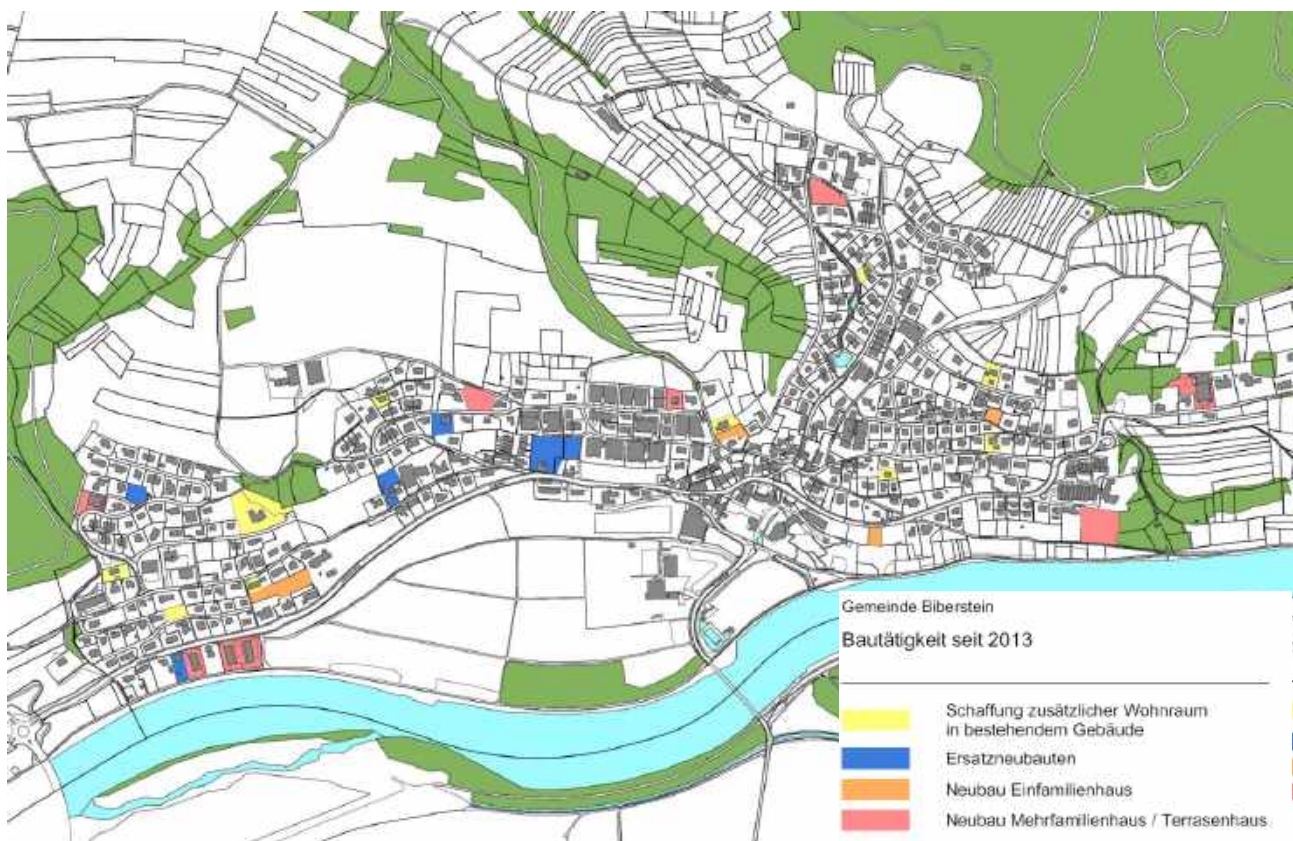 Gemeinde Biberstein
Bautätigkeit seit 2013
Schaffung zusätzlicher Wohnraum
in bestehendem Gebäude
Ersatzneubauten
Neubau Einfamilienhaus
Neubau Mehrfamilienhaus / Terrasenhaus